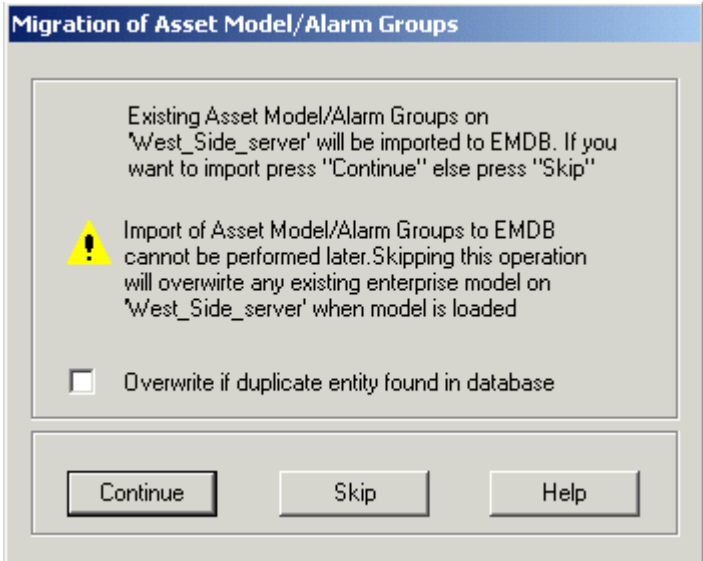 Migration of Asset Model/Alarm Groups
Existing Asset Model/Alarm Groups on
'West_Side_server' will be imported to EMDB. If you
want to import press "Continue" else press "Skip"
Import of Asset Model/Alarm Groups to EMDB
cannot be performed later.Skipping this operation
will overwirte any existing enterprise model on
'West_Side_server' when model is loaded
Overwrite if duplicate entity found in database
Continue
Skip
Help